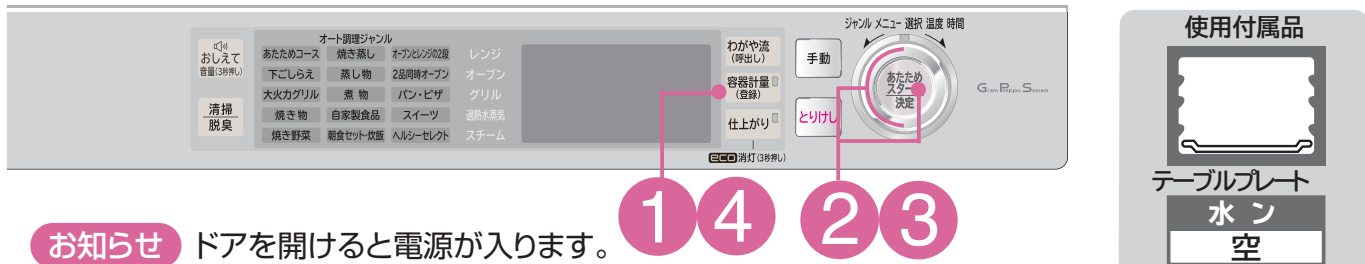 ジャンル メニュー 選択 温度 時間
使用付属品
オート調理ジャンル
おしえて
音量(3秒押し)
あたためコース 焼き蒸し オーブンとレンジの2段 レンジ
下ごしらえ 蒸し物 2品同時オーブン オーブン
大火力グリル 煮物 パン・ピザ グリル
焼き物 自家製食品 スイーツ 過熱水蒸気
焼き野菜 朝食セット・炊飯 ヘルシーセレクト スチーム
清掃
脱臭
わがや流
(呼出し)
容器計量
(登録)
仕上がり
eco消灯(3秒押し)
手動
とりけし
あたため
スタート
決定
Gram Peppo System
テーブルプレート
水 ン
空
1 4 2 3
お知らせ ドアを開けると電源が入ります。